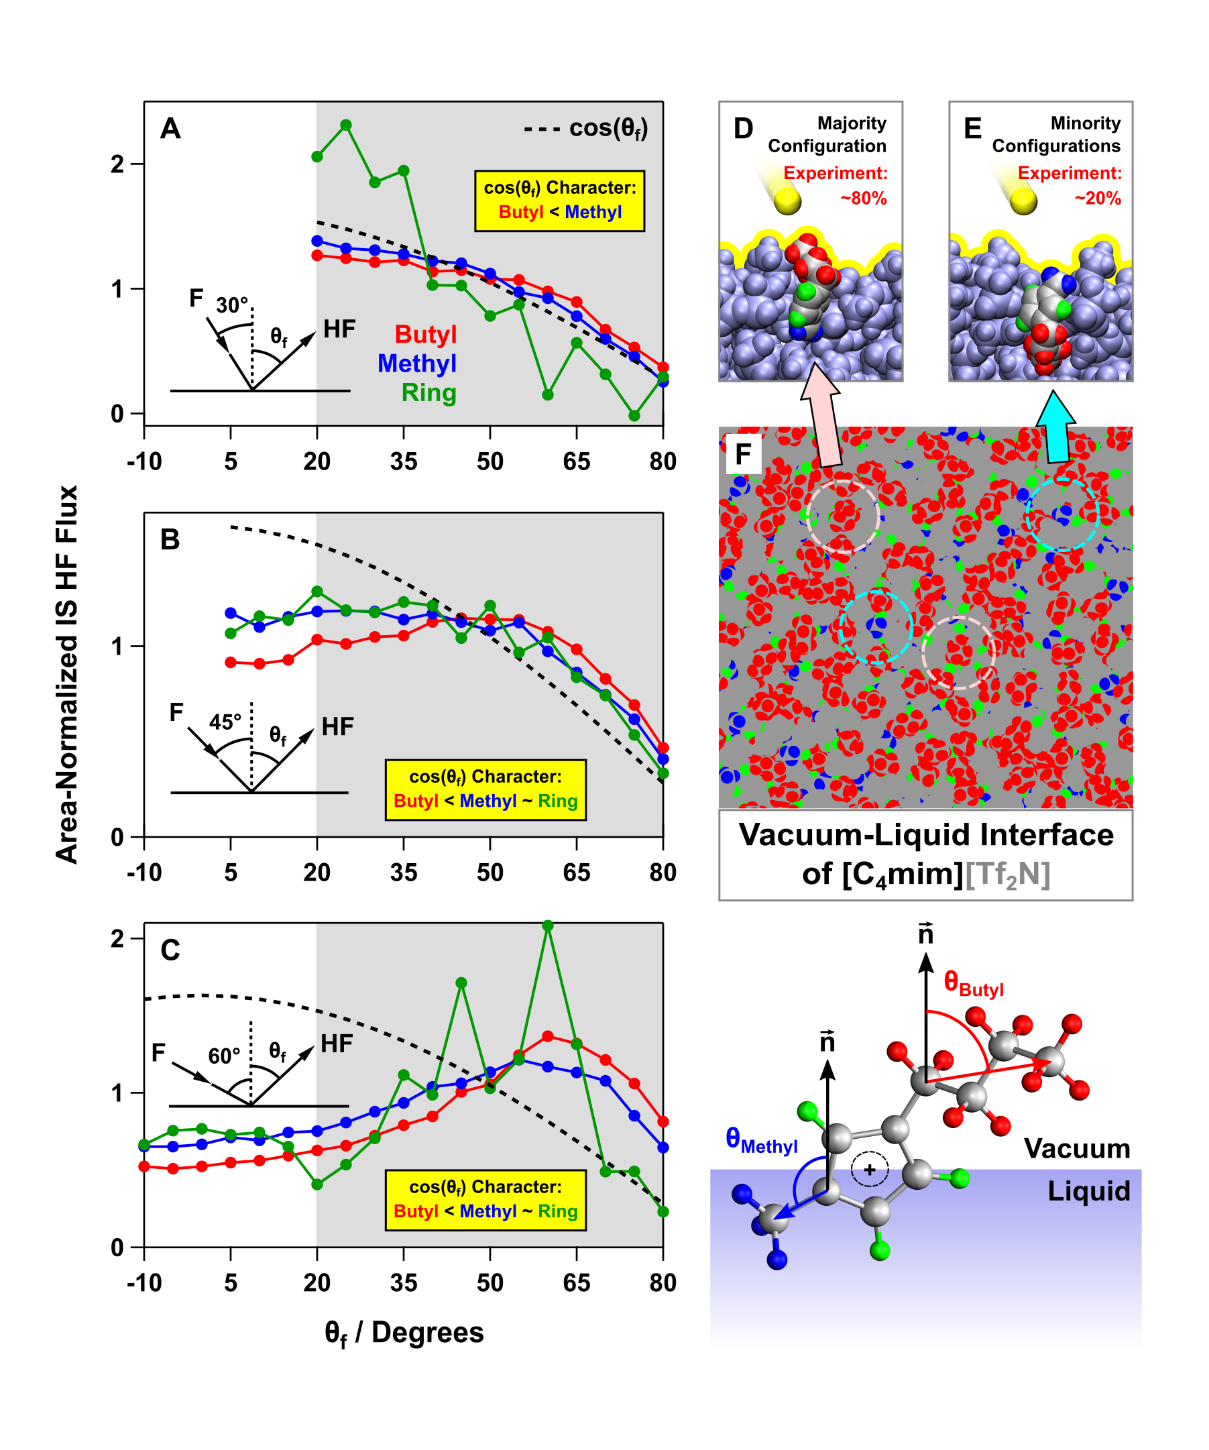 Area-Normalized IS HF Flux
A
cos(θf)
cos(θf) Character:
Butyl < Methyl
F
30°
θf
HF
Butyl
Methyl
Ring
2
1
0
-10 5 20 35 50 65 80
B
F
45°
θf
HF
cos(θf) Character:
Butyl < Methyl ~ Ring
1
0
-10 5 20 35 50 65 80
C
F
60°
θf
HF
cos(θf) Character:
Butyl < Methyl ~ Ring
2
1
0
-10 5 20 35 50 65 80
θf / Degrees
D
Majority
Configuration
Experiment:
~80%
E
Minority
Configurations
Experiment:
~20%
F
Vacuum-Liquid Interface
of [C4mim][Tf2N]
n⃗
θButyl
n⃗
θMethyl
+
Vacuum
Liquid